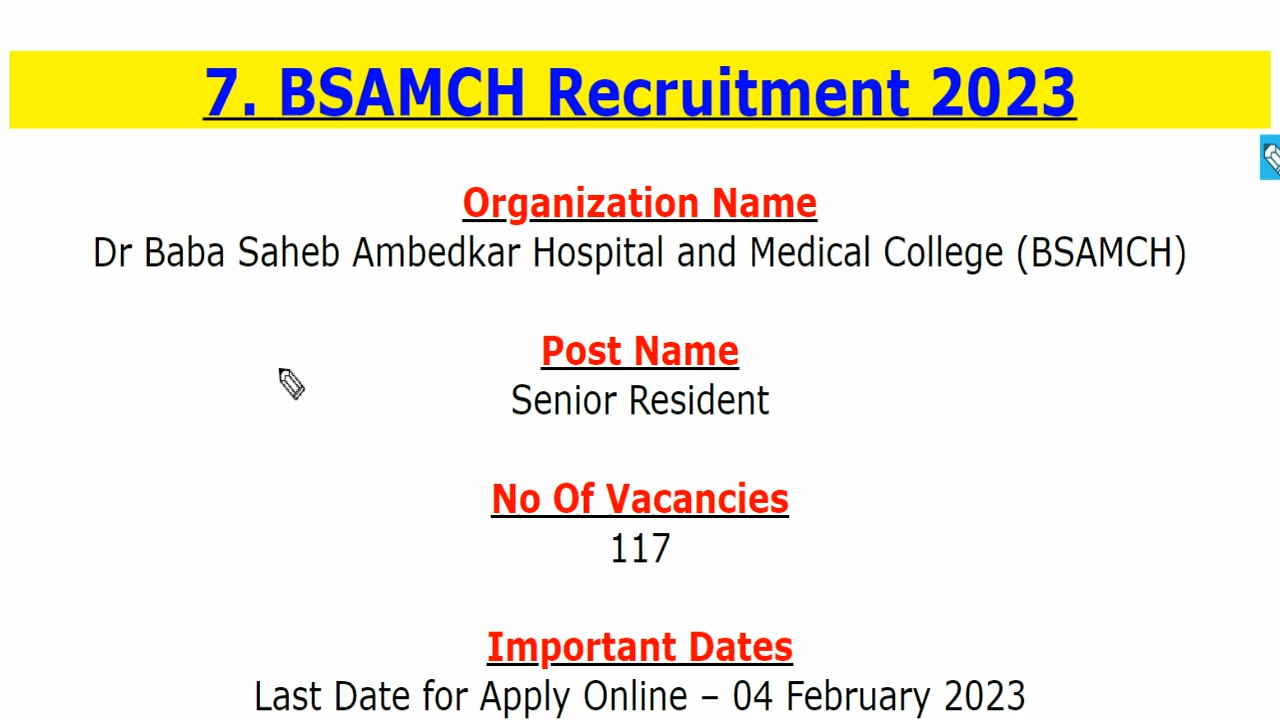 7. BSAMCH Recruitment 2023
Organization Name
Dr Baba Saheb Ambedkar Hospital and Medical College (BSAMCH)
Post Name
Senior Resident
No Of Vacancies
117
Important Dates
Last Date for Apply Online – 04 February 2023